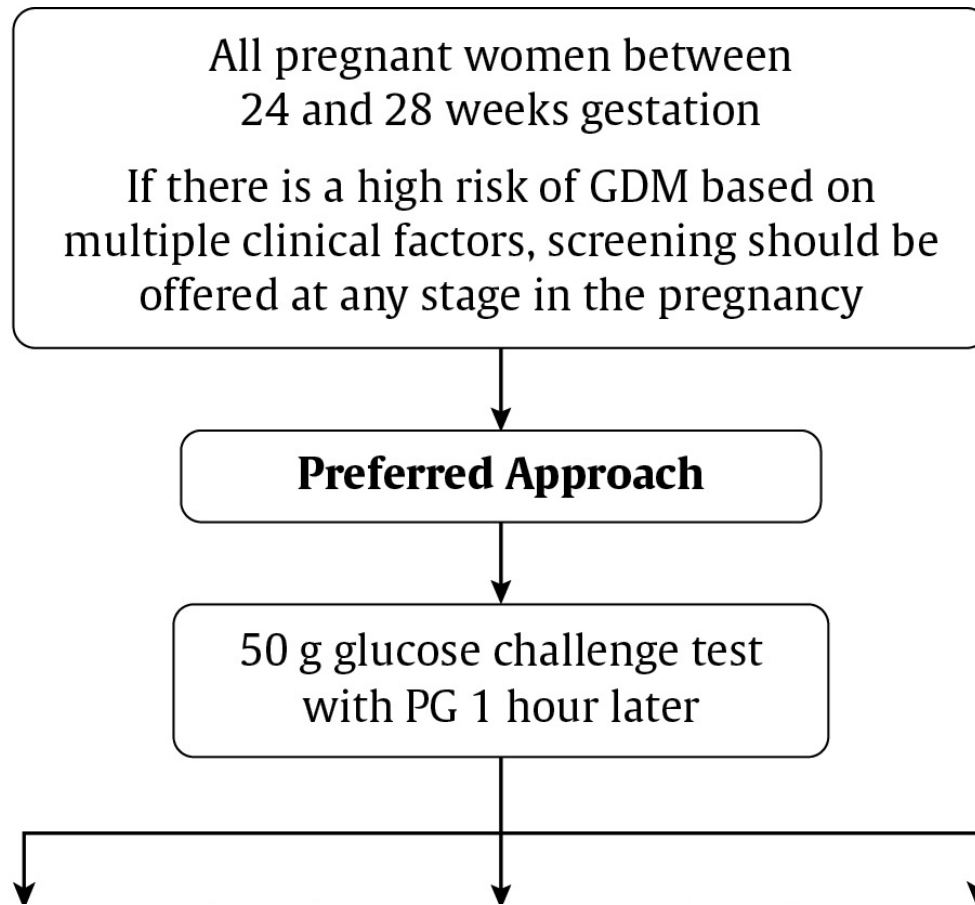 All pregnant women between
24 and 28 weeks gestation
If there is a high risk of GDM based on
multiple clinical factors, screening should be
offered at any stage in the pregnancy
Preferred Approach
50 g glucose challenge test
with PG 1 hour later